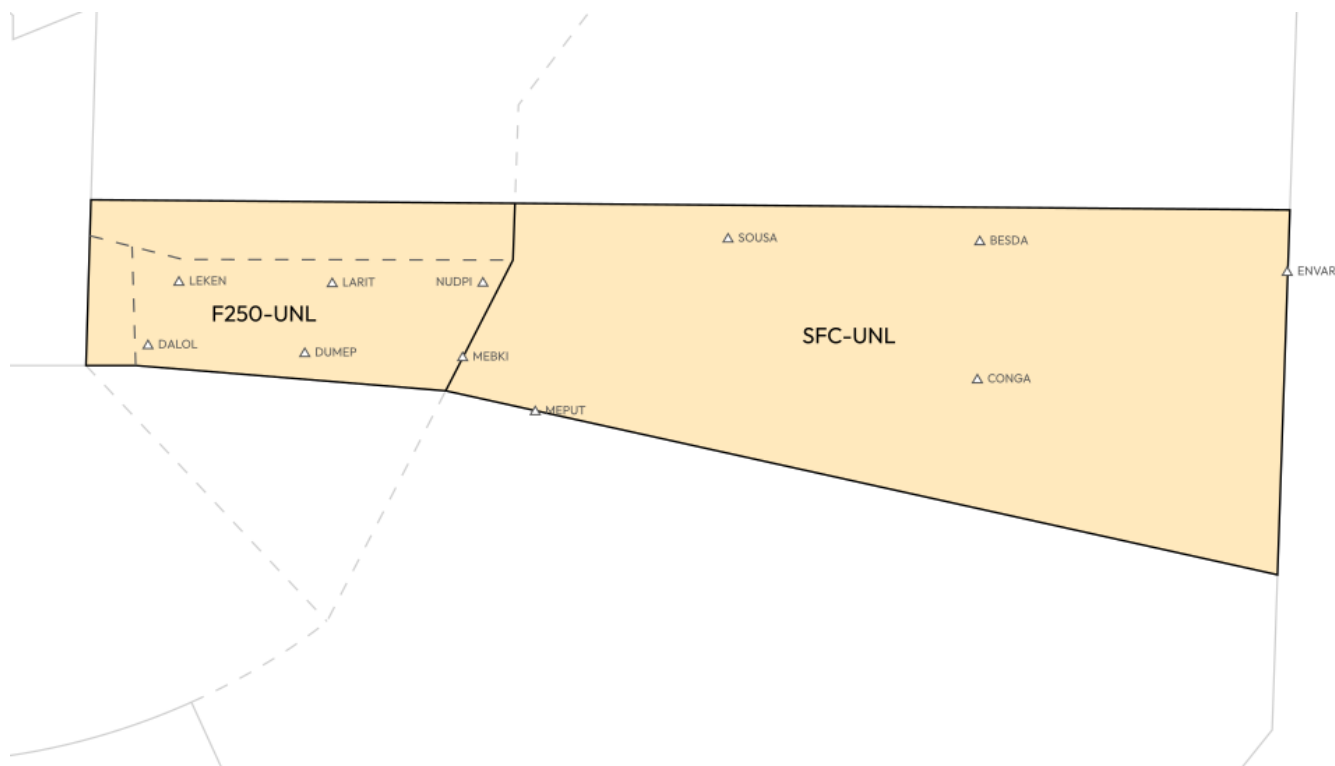 SOUSA
BESDA
ENVAR
LEKEN
LARIT
NUDPI
F250-UNL
SFC-UNL
DALOL
DUMEP
MEBKI
CONGA
MEPUT